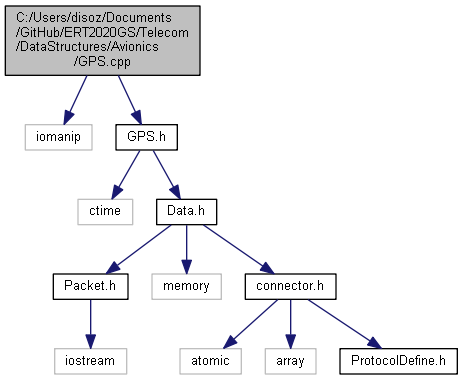 C:/Users/disoz/Documents
/GitHub/ERT2020GS/Telecom
/DataStructures/Avionics
/GPS.cpp
iomanip
GPS.h
ctime
Data.h
Packet.h
memory
connector.h
iostream
atomic
array
ProtocolDefine.h